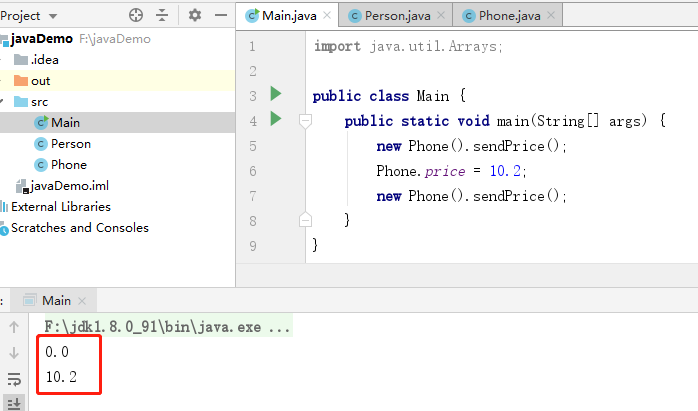 Project
Main.java
Person.java
Phone.java
javaDemo F:\javaDemo
.idea
out
src
Main
Person
Phone
javaDemo.iml
External Libraries
Scratches and Consoles
1 import java.util.Arrays;
2
3 public class Main {
4 public static void main(String[] args) {
5 new Phone().sendPrice();
6 Phone.price = 10.2;
7 new Phone().sendPrice();
8 }
9 }
: Main
F:\jdk1.8.0_91\bin\java.exe ...
0.0
10.2